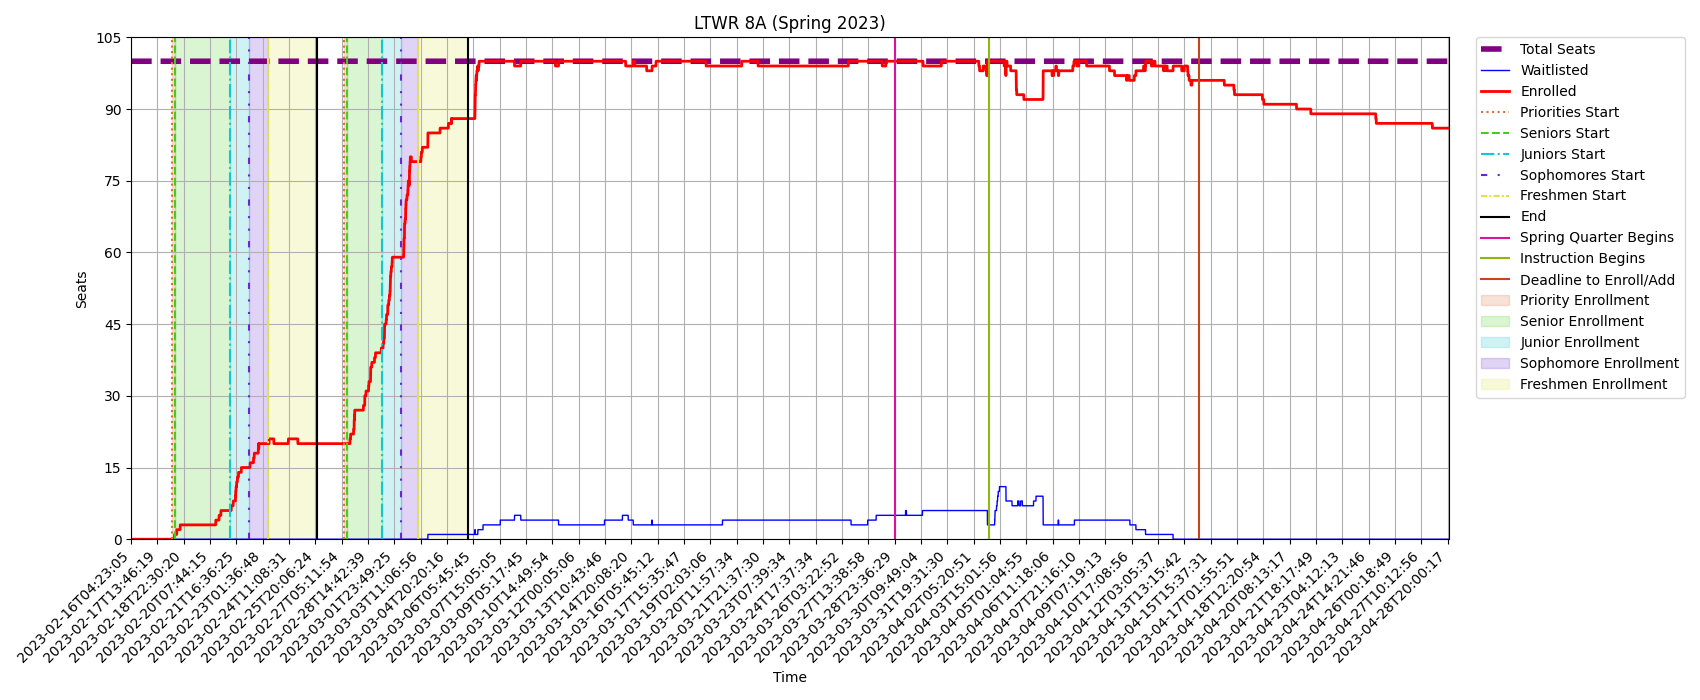 LTWR 8A (Spring 2023)
105
90
75
60
45
30
15
0
Seats
2023-02-16T04:23:05
2023-02-17T13:46:19
2023-02-18T22:30:20
2023-02-20T07:44:15
2023-02-21T16:36:25
2023-02-23T01:36:48
2023-02-24T11:08:31
2023-02-25T20:06:24
2023-02-27T05:11:54
2023-02-28T14:42:39
2023-03-01T23:49:25
2023-03-03T11:06:56
2023-03-04T20:20:16
2023-03-06T05:45:45
2023-03-07T15:05:05
2023-03-09T05:17:45
2023-03-10T14:49:54
2023-03-12T00:05:06
2023-03-13T10:43:46
2023-03-14T20:08:20
2023-03-16T05:45:12
2023-03-17T15:35:47
2023-03-19T02:03:06
2023-03-20T11:57:34
2023-03-21T21:37:30
2023-03-23T07:39:34
2023-03-24T17:37:34
2023-03-26T03:22:52
2023-03-27T13:38:58
2023-03-28T23:36:29
2023-03-30T09:49:04
2023-03-31T19:31:30
2023-04-02T05:20:51
2023-04-03T15:01:56
2023-04-05T01:04:55
2023-04-06T11:18:06
2023-04-07T21:16:10
2023-04-09T07:19:13
2023-04-10T17:08:56
2023-04-12T03:05:37
2023-04-13T13:15:42
2023-04-15T15:37:31
2023-04-17T01:55:51
2023-04-18T12:20:54
2023-04-20T08:13:17
2023-04-21T18:17:49
2023-04-23T04:12:13
2023-04-24T14:21:46
2023-04-26T00:18:49
2023-04-27T10:12:56
2023-04-28T20:00:17
Time
Total Seats
Waitlisted
Enrolled
Priorities Start
Seniors Start
Juniors Start
Sophomores Start
Freshmen Start
End
Spring Quarter Begins
Instruction Begins
Deadline to Enroll/Add
Priority Enrollment
Senior Enrollment
Junior Enrollment
Sophomore Enrollment
Freshmen Enrollment